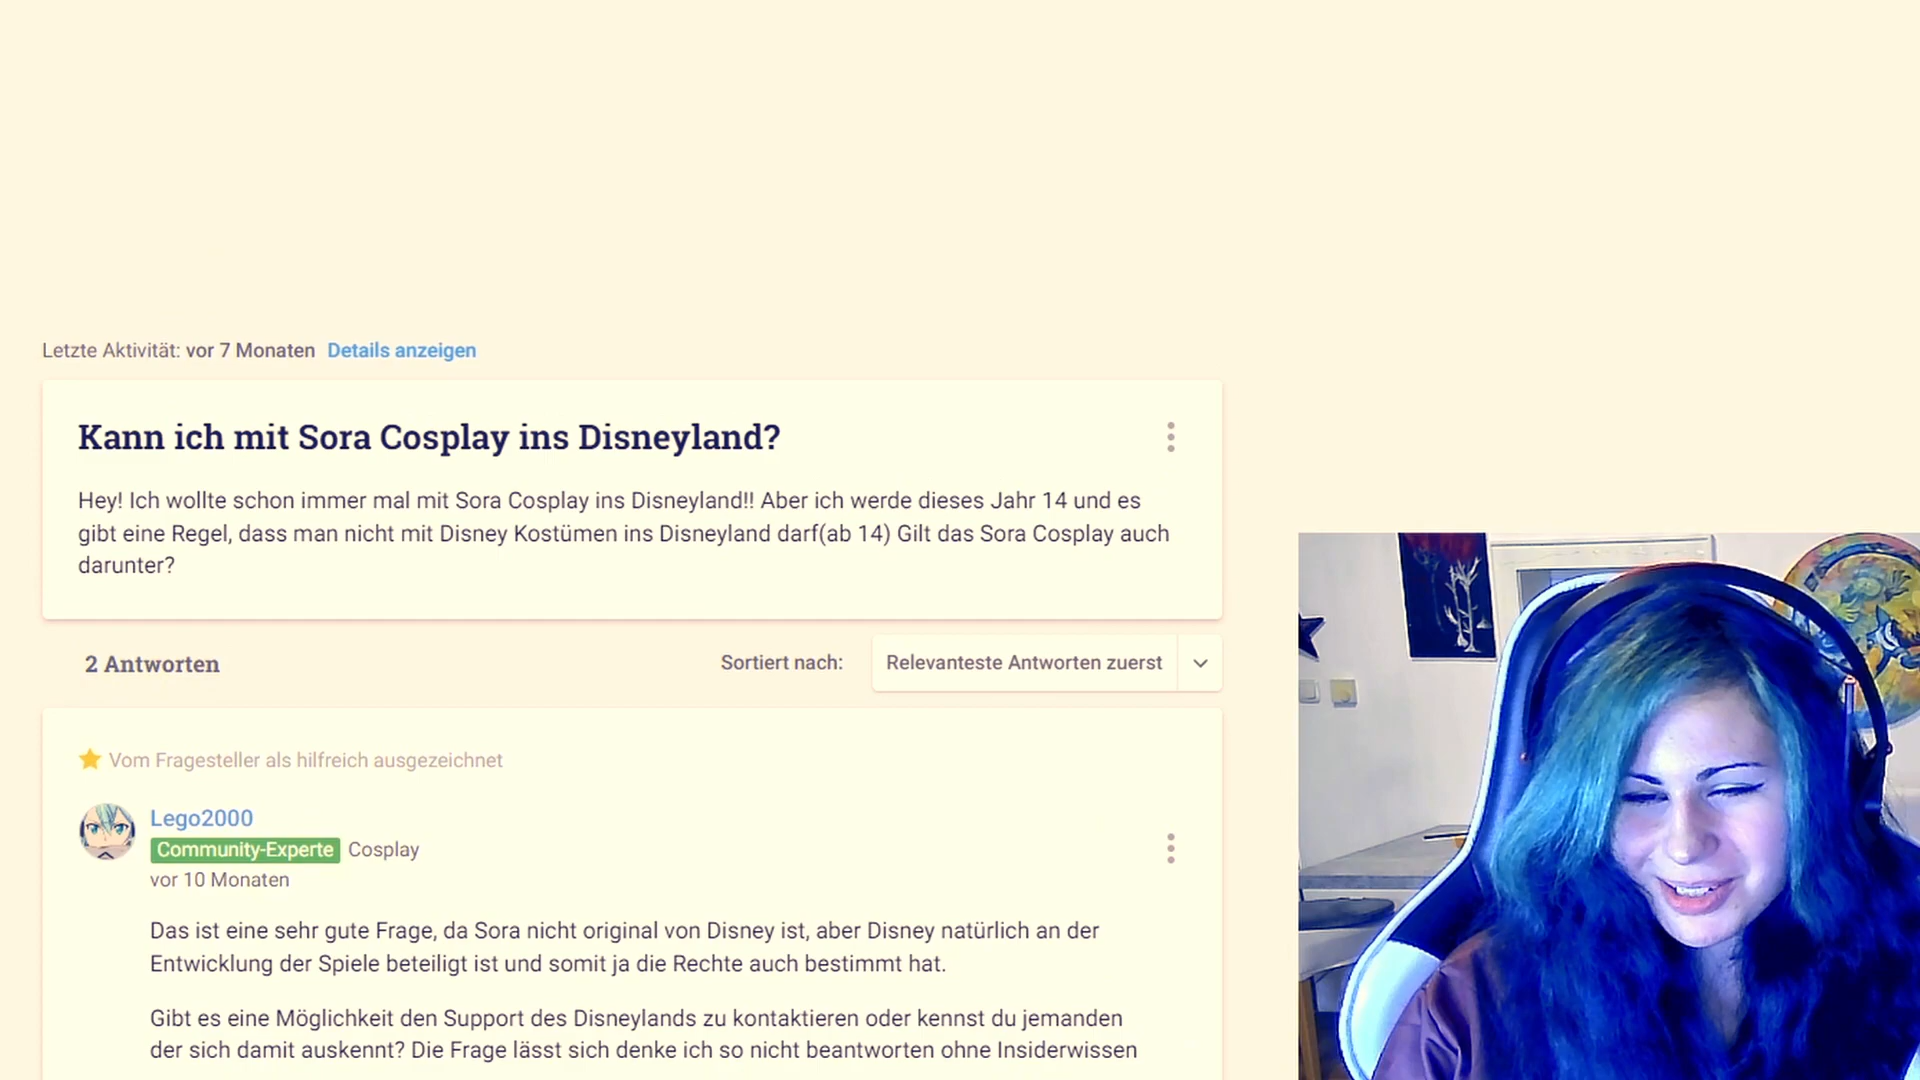 Letzte Aktivität: vor 7 Monaten Details anzeigen
Kann ich mit Sora Cosplay ins Disneyland?
Hey! Ich wollte schon immer mal mit Sora Cosplay ins Disneyland!! Aber ich werde dieses Jahr 14 und es
gibt eine Regel, dass man nicht mit Disney Kostümen ins Disneyland darf(ab 14) Gilt das Sora Cosplay auch
darunter?
2 Antworten
Sortiert nach: Relevanteste Antworten zuerst
Vom Fragesteller als hilfreich ausgezeichnet
Lego2000
Community-Experte Cosplay
vor 10 Monaten
Das ist eine sehr gute Frage, da Sora nicht original von Disney ist, aber Disney natürlich an der
Entwicklung der Spiele beteiligt ist und somit ja die Rechte auch bestimmt hat.
Gibt es eine Möglichkeit den Support des Disneylands zu kontaktieren oder kennst du jemanden
der sich damit auskennt? Die Frage lässt sich denke ich so nicht beantworten ohne Insiderwissen